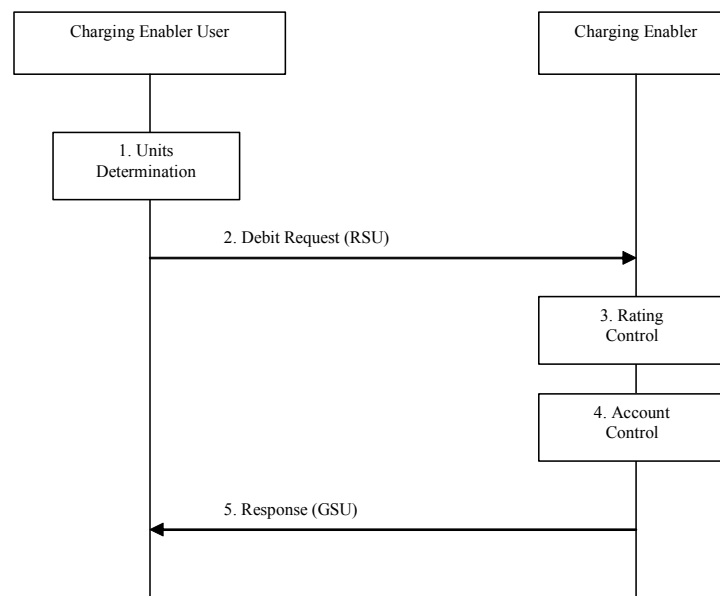 Charging Enabler User
Charging Enabler
1. Units
Determination
2. Debit Request (RSU)
3. Rating
Control
4. Account
Control
5. Response (GSU)